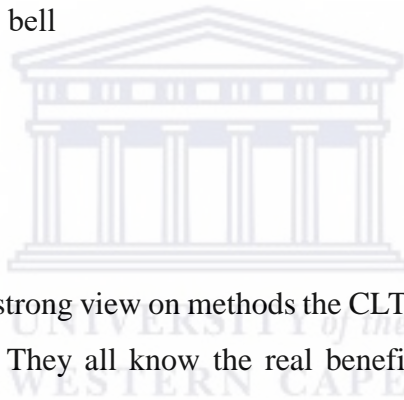 bell
strong view on methods the CLT
UNIVERSITY of the
They all know the real benefi
WESTERN CAPE